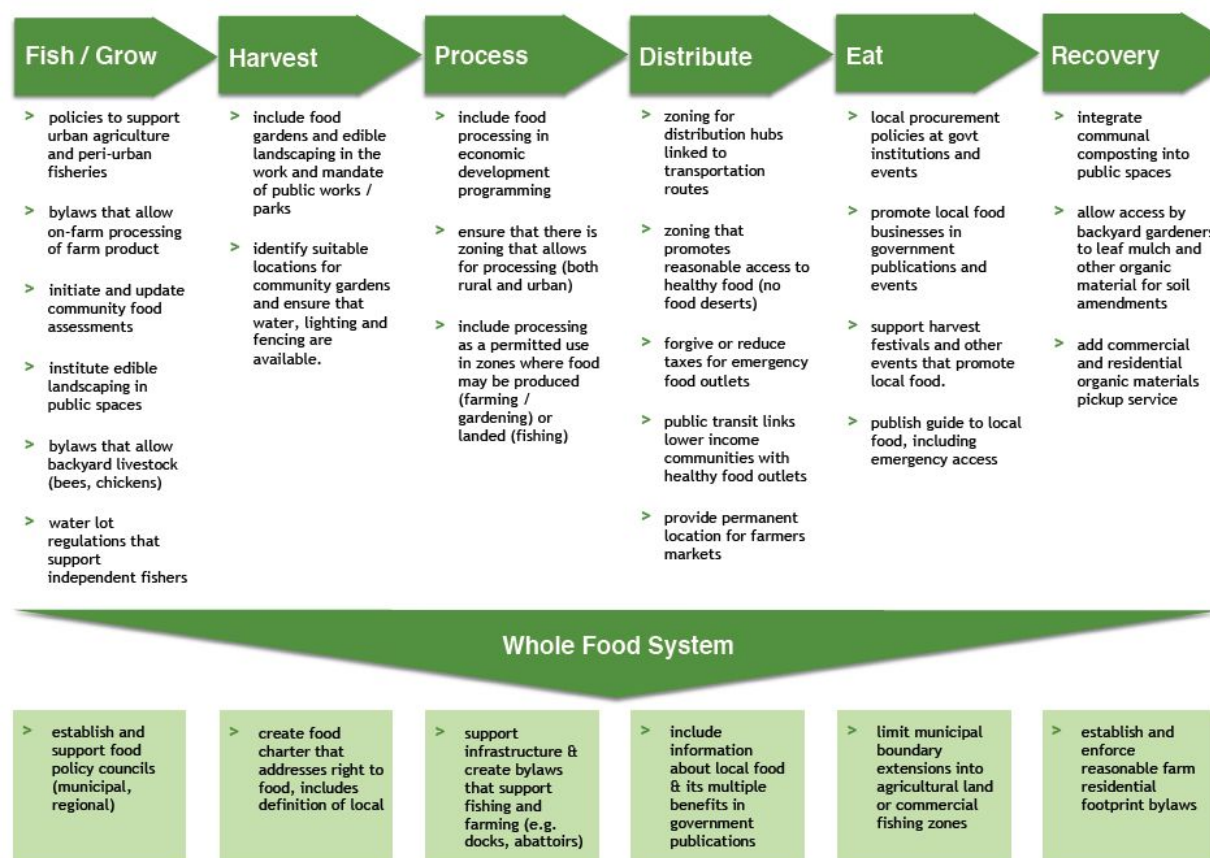 Fish / Grow
> policies to support
urban agriculture
and peri-urban
fisheries
> bylaws that allow
on-farm processing
of farm product
> initiate and update
community food
assessments
> institute edible
landscaping in
public spaces
> bylaws that allow
backyard livestock
(bees, chickens)
> water lot
regulations that
support
independent fishers
Harvest
> include food
gardens and edible
landscaping in the
work and mandate
of public works /
parks
> identify suitable
locations for
community gardens
and ensure that
water, lighting and
fencing are
available.
Process
> include food
processing in
economic
development
programming
> ensure that there is
zoning that allows
for processing (both
rural and urban)
> include processing
as a permitted use
in zones where food
may be produced
(farming /
gardening) or
landed (fishing)
Distribute
> zoning for
distribution hubs
linked to
transportation
routes
> zoning that
promotes
reasonable access to
healthy food (no
food deserts)
> forgive or reduce
taxes for emergency
food outlets
> public transit links
lower income
communities with
healthy food outlets
> provide permanent
location for farmers
markets
Eat
> local procurement
policies at govt
institutions and
events
> promote local food
businesses in
government
publications and
events
> support harvest
festivals and other
events that promote
local food.
> publish guide to local
food, including
emergency access
Recovery
> integrate
communal
composting into
public spaces
> allow access by
backyard gardeners
to leaf mulch and
other organic
material for soil
amendments
> add commercial
and residential
organic materials
pickup service
Whole Food System
> establish and
support food
policy councils
(municipal,
regional)
> create food
charter that
addresses right to
food, includes
definition of local
> support
infrastructure &
create bylaws
that support
fishing and
farming (e.g.
docks, abattoirs)
> include
information
about local food
& its multiple
benefits in
government
publications
> limit municipal
boundary
extensions into
agricultural land
or commercial
fishing zones
> establish and
enforce
reasonable farm
residential
footprint bylaws